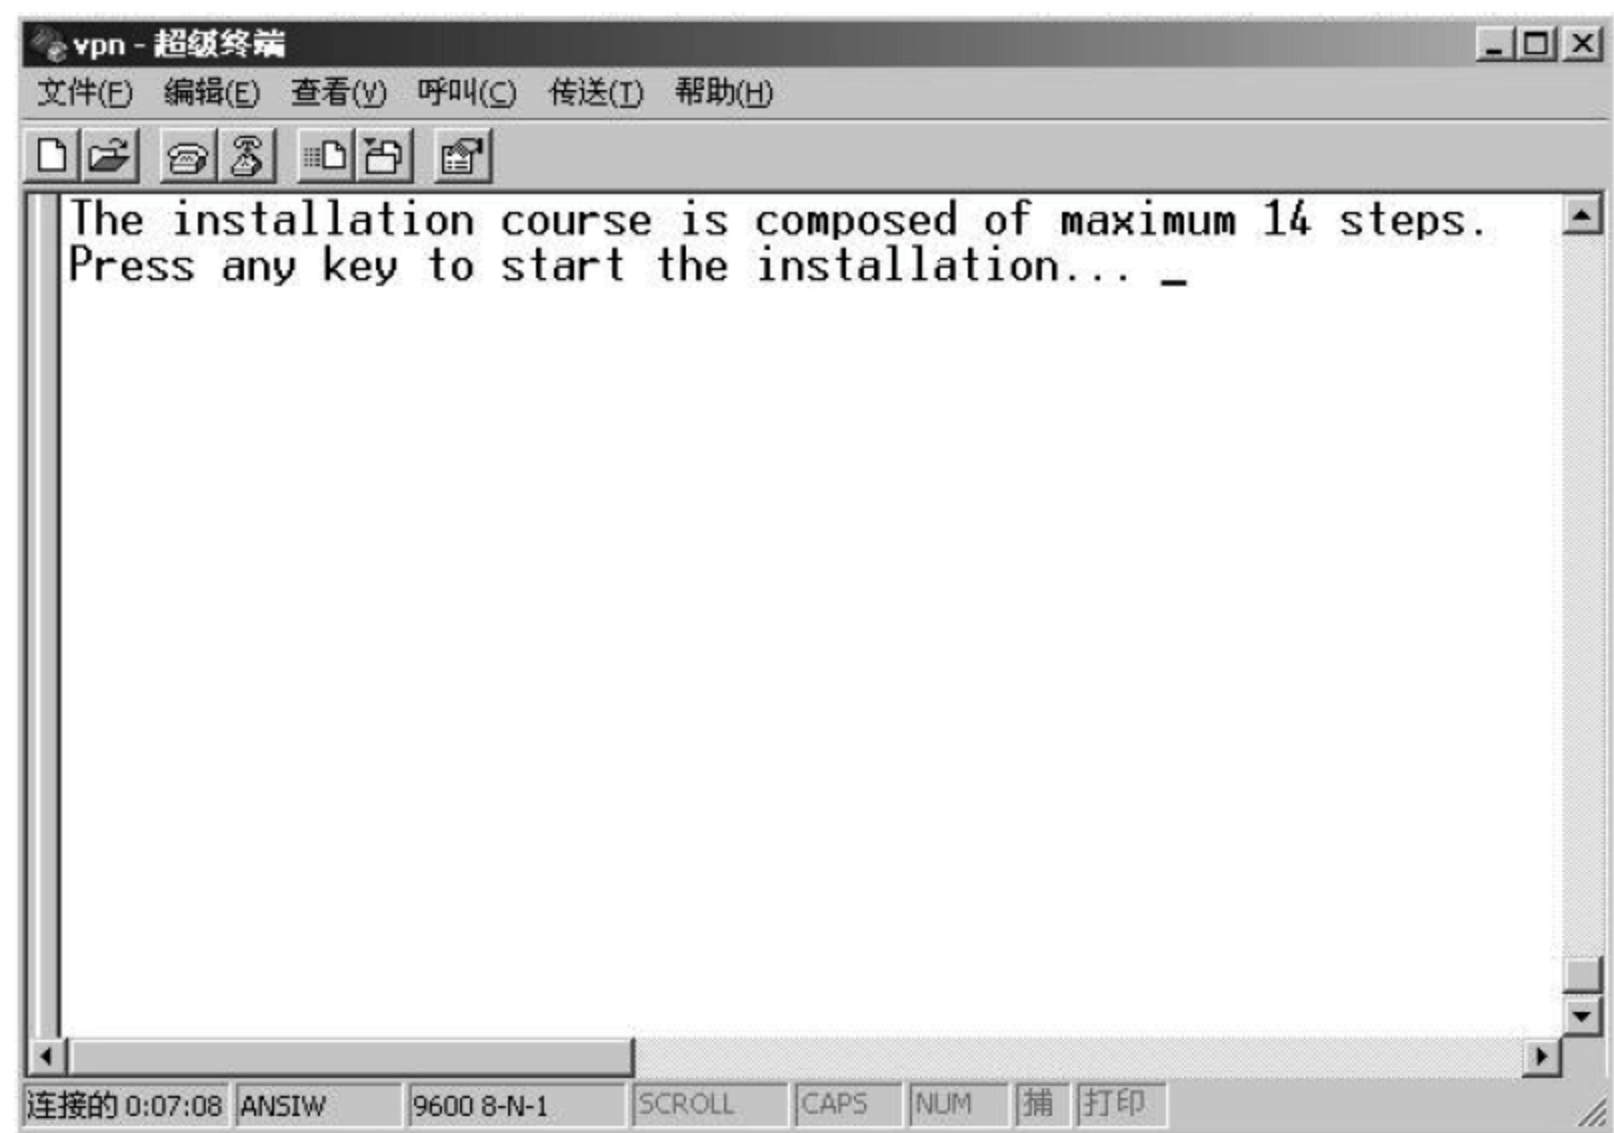 vpn - 超级终端
文件(F) 编辑(E) 查看(V) 呼叫(C) 传送(T) 帮助(H)
The installation course is composed of maximum 14 steps.
Press any key to start the installation... _
连接的 0:07:08 ANSIW 9600 8-N-1 SCROLL CAPS NUM 捕 打印